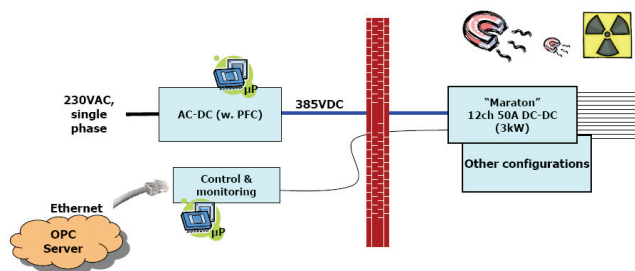 230VAC,
single
phase
AC-DC (w. PFC)
μP
385VDC
"Maraton"
12ch 50A DC-DC
(3kW)
Other configurations
Control &
monitoring
μP
Ethernet
OPC
Server